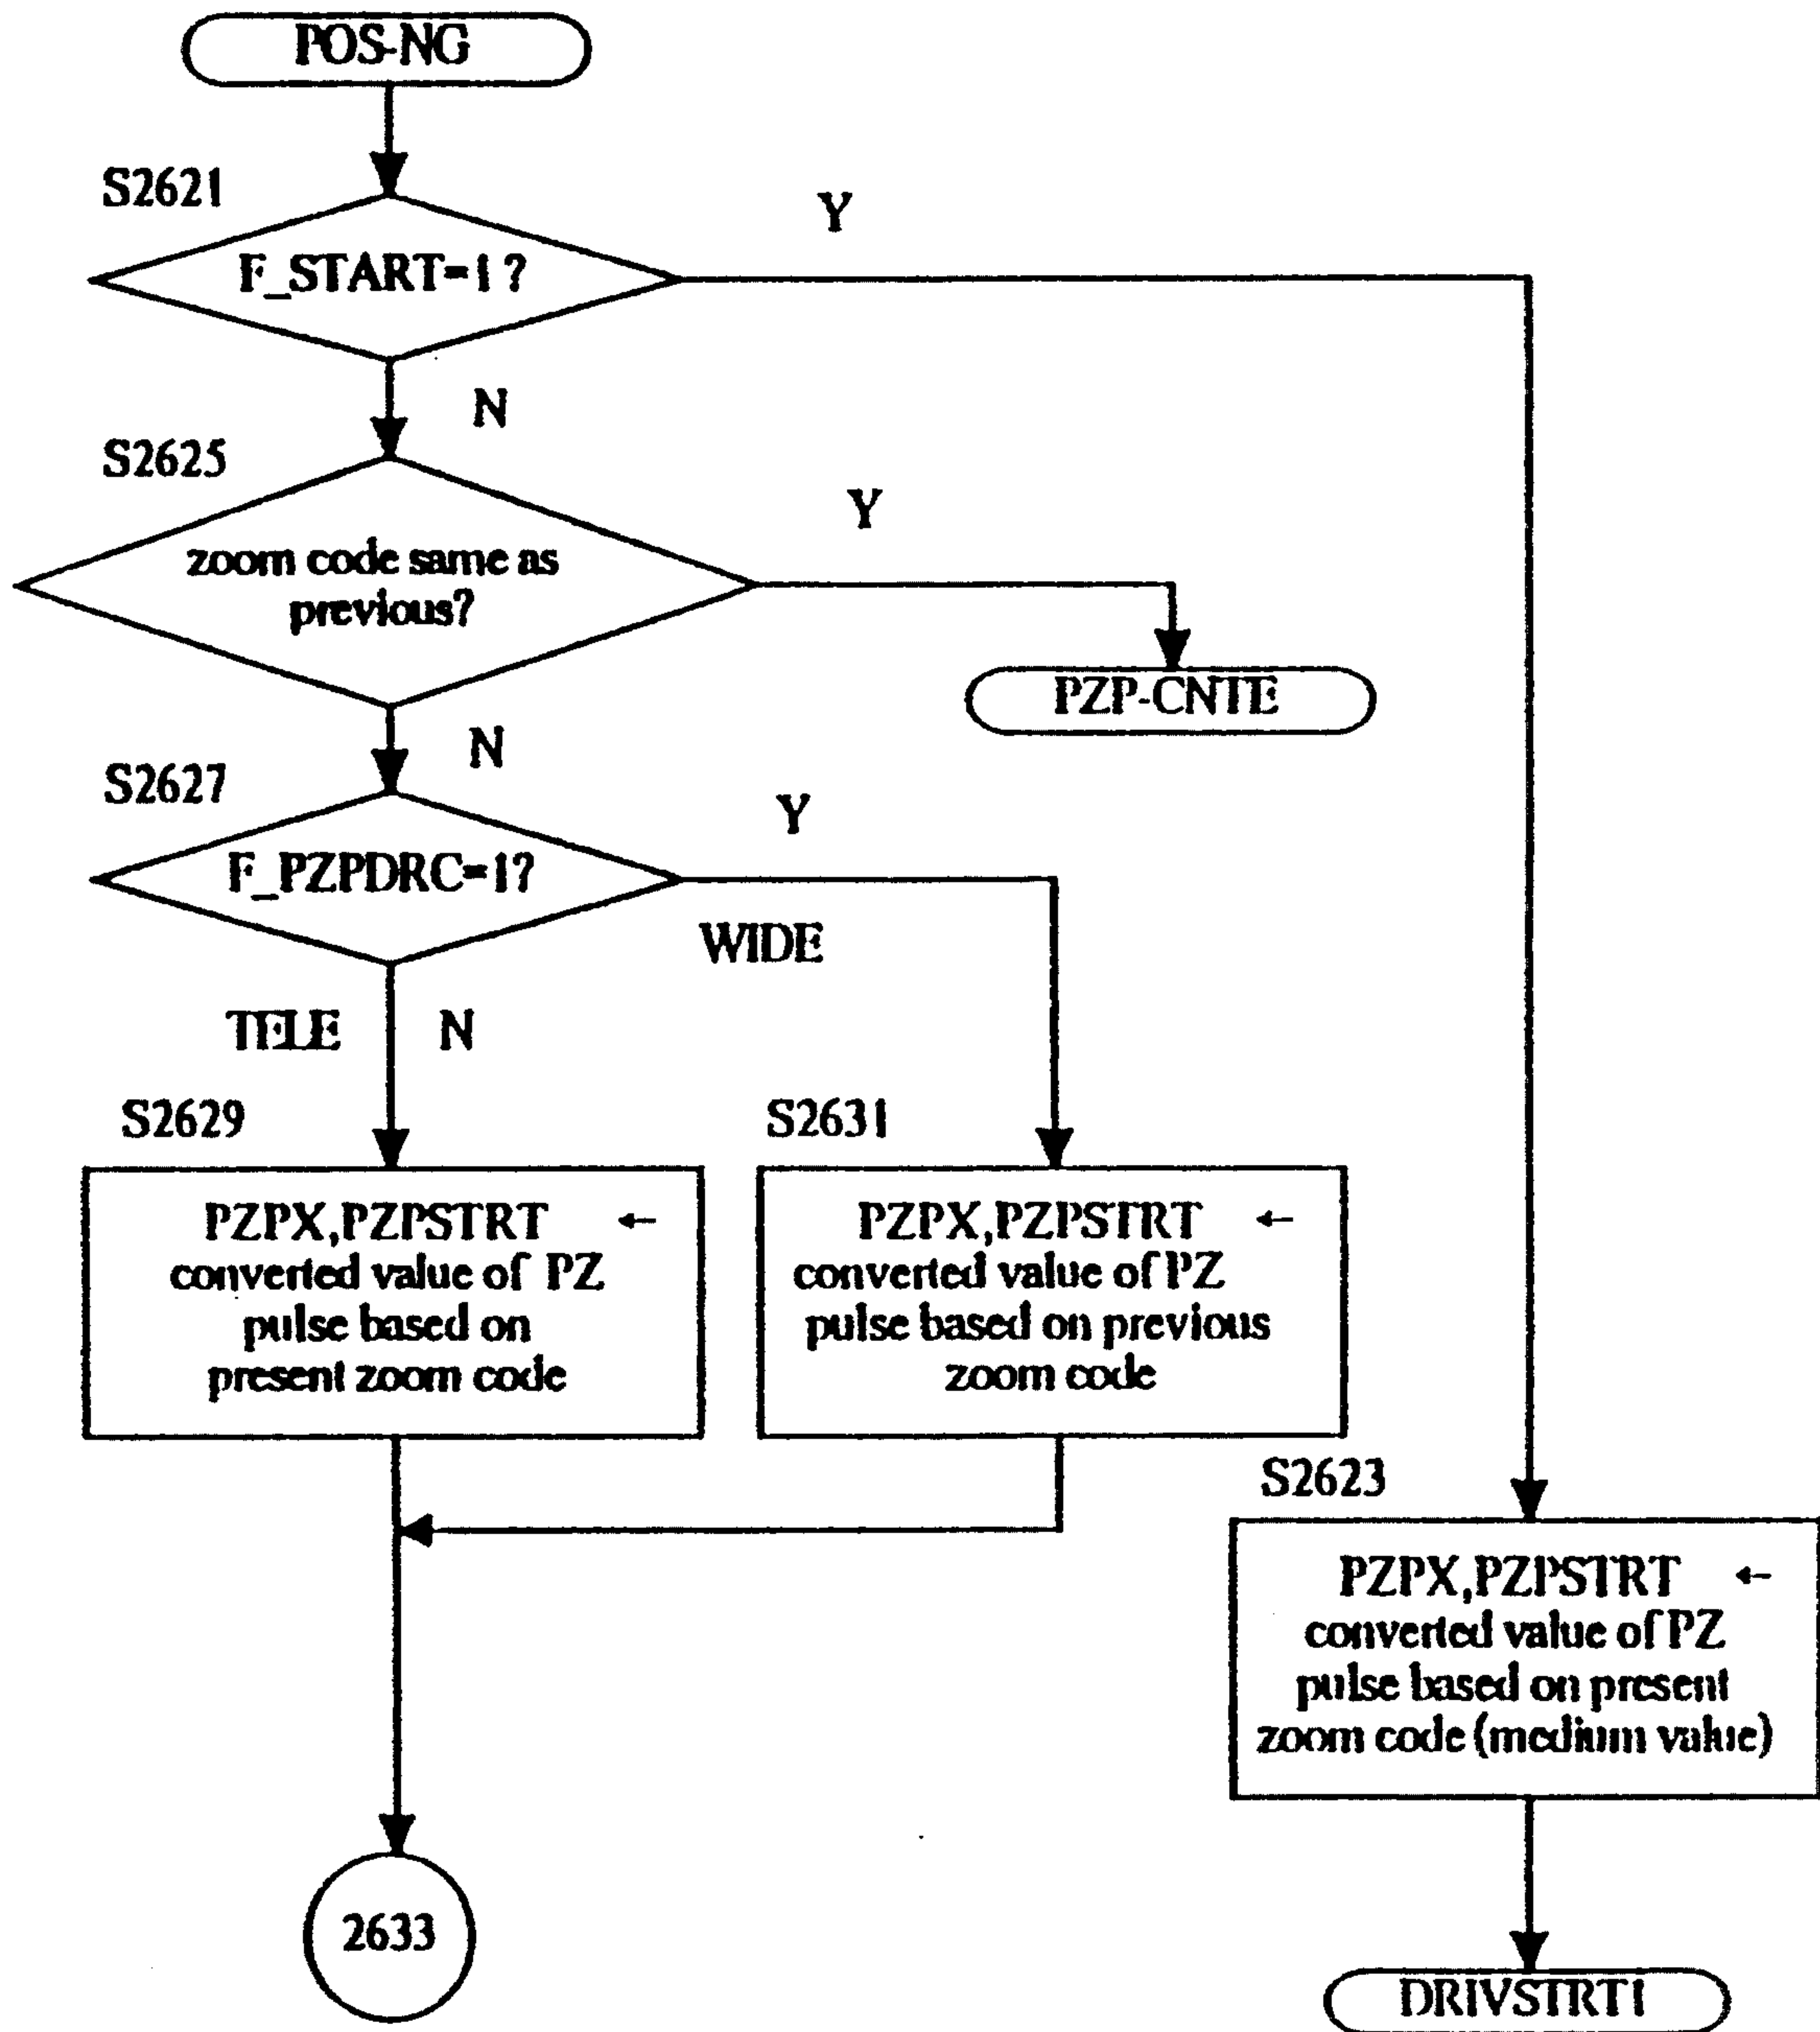 POS-NG
S2621
Y
F_START=1 ?
N
S2625
Y
zoom code same as
previous?
PZP-CNTE
N
S2627
Y
F_PZPDRC=1?
WIDE
TELE N
S2629
PZPX,PZPSTRT ←
converted value of PZ
pulse based on
present zoom code
S2631
PZPX,PZPSTRT ←
converted value of PZ
pulse based on previous
zoom code
S2623
PZPX,PZPSTRT ←
converted value of PZ
pulse based on present
zoom code (medium value)
2633
DRIVSTRT1